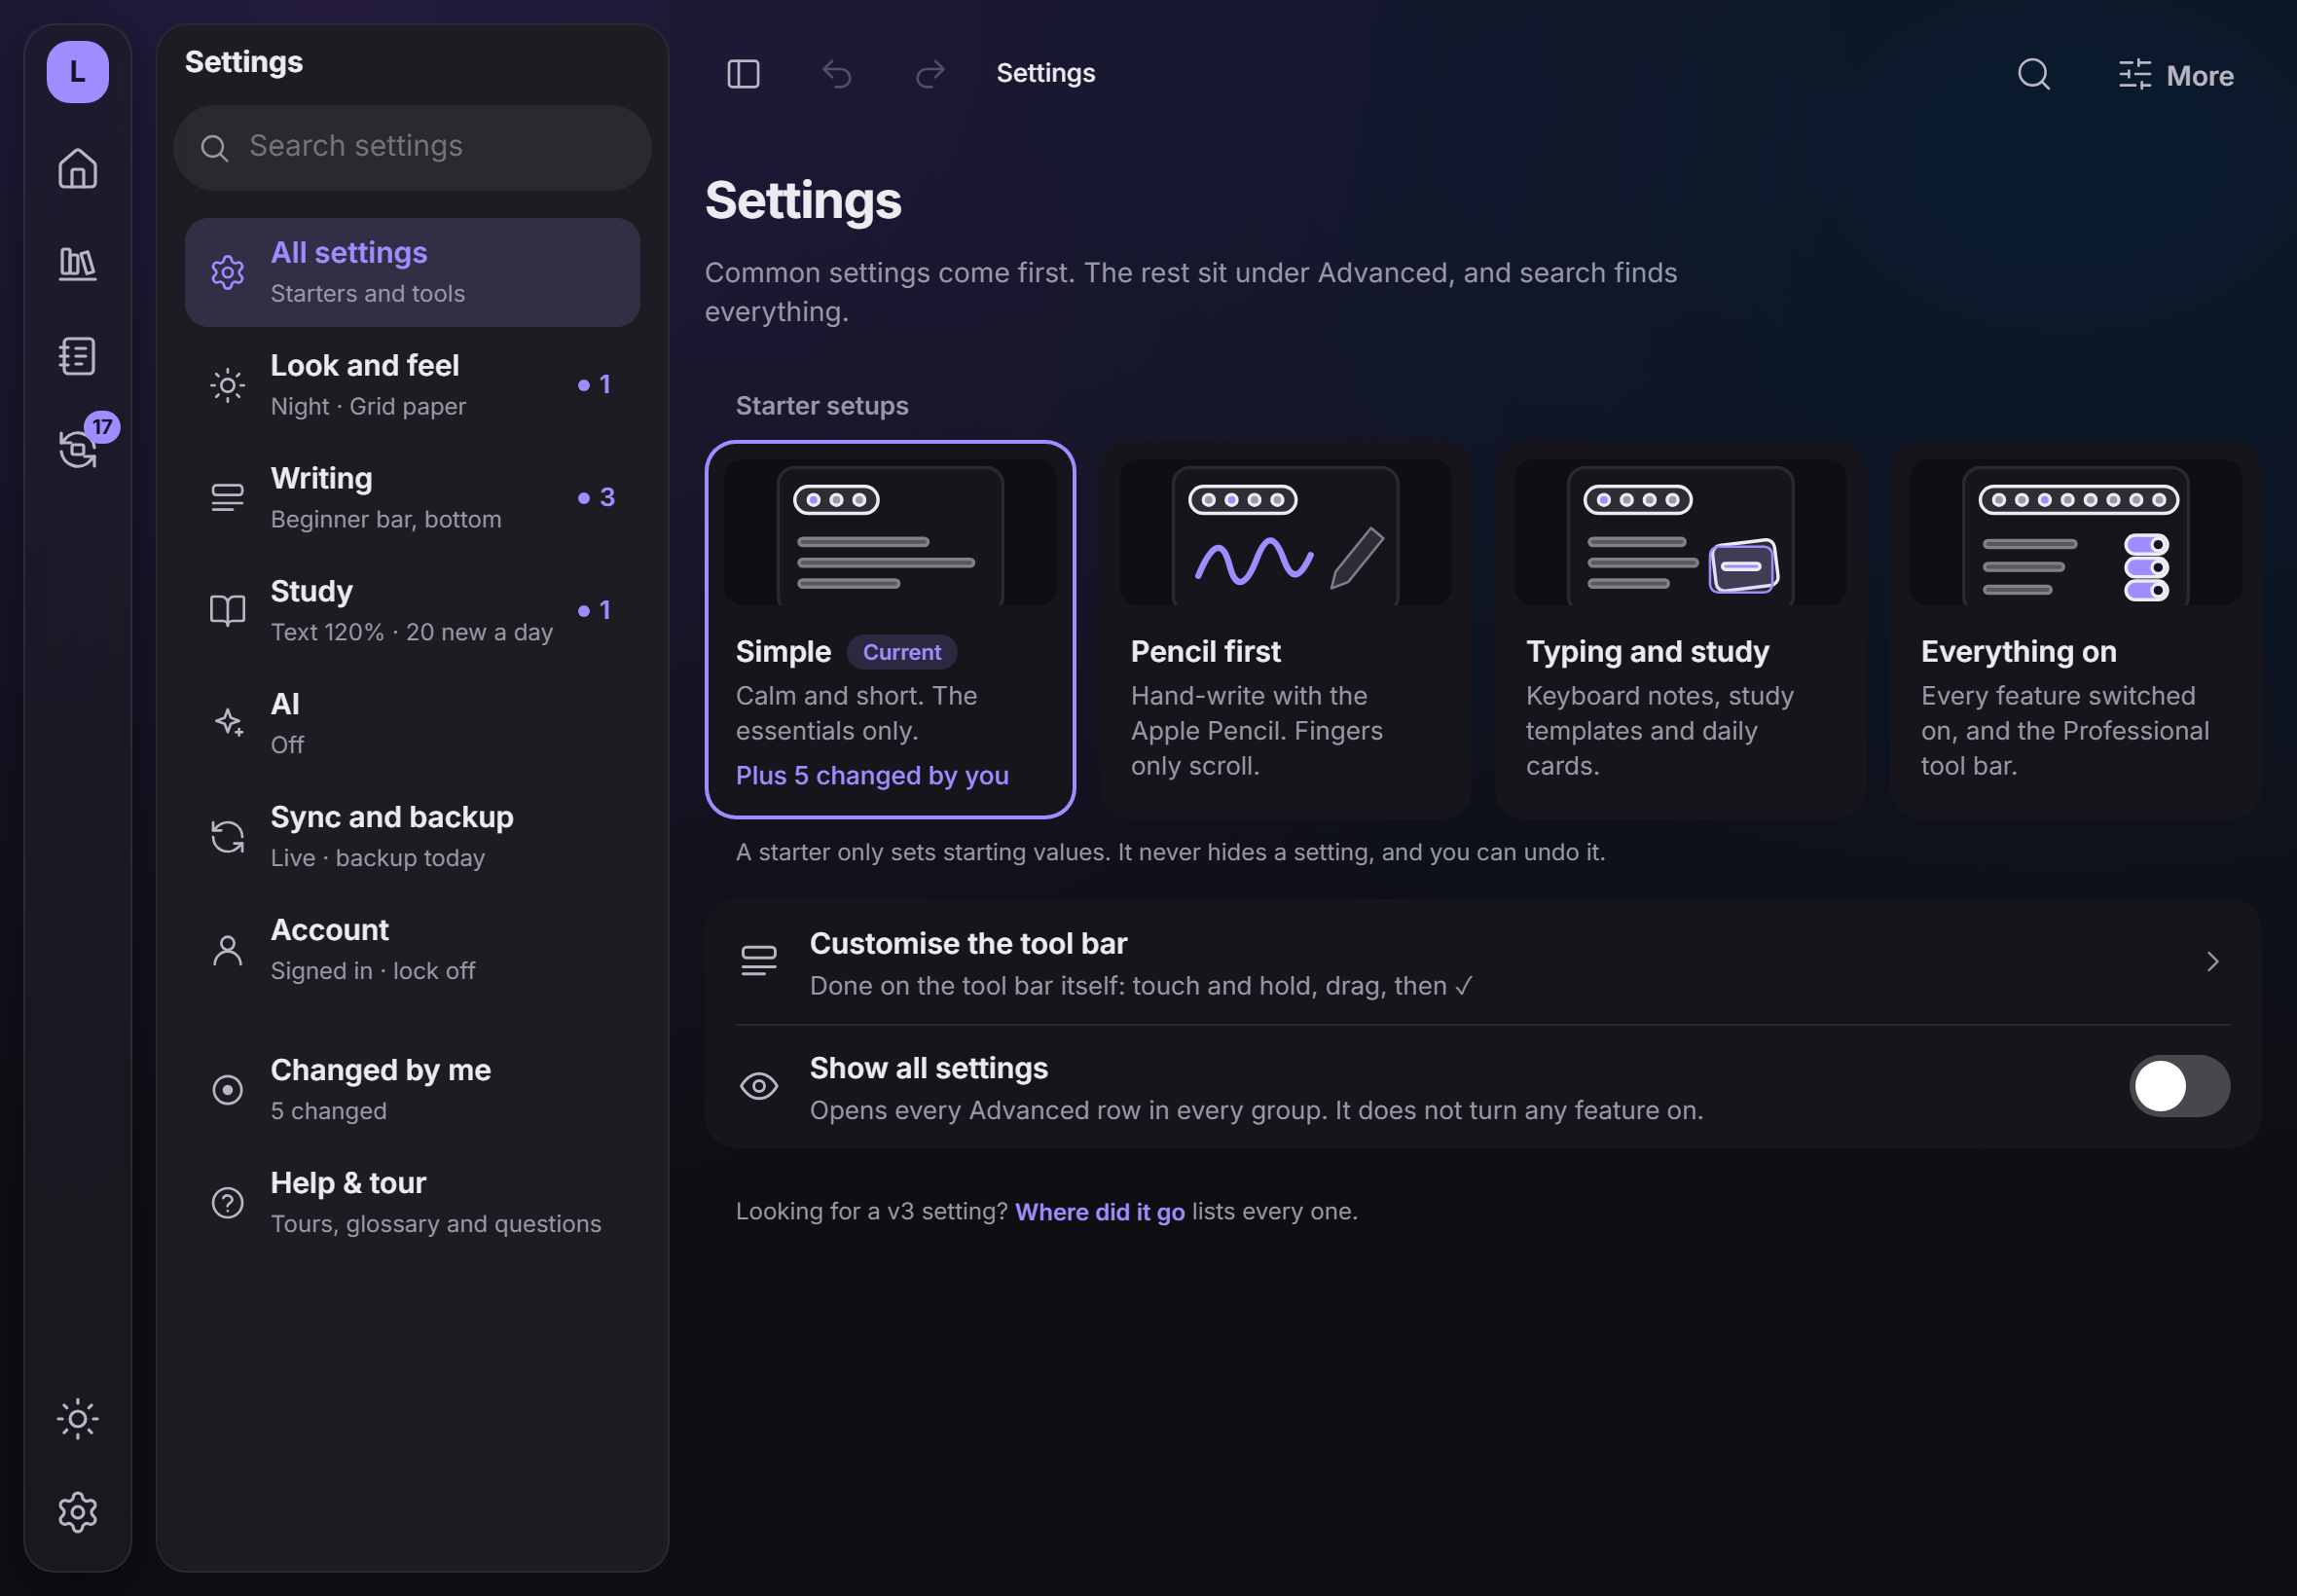 L
17
Settings
Search settings
All settings
Starters and tools
Look and feel
Night · Grid paper
1
Writing
Beginner bar, bottom
3
Study
Text 120% · 20 new a day
1
AI
Off
Sync and backup
Live · backup today
Account
Signed in · lock off
Changed by me
5 changed
Help & tour
Tours, glossary and questions
Settings
More
Settings
Common settings come first. The rest sit under Advanced, and search finds
everything.
Starter setups
Simple Current
Calm and short. The
essentials only.
Plus 5 changed by you
Pencil first
Hand-write with the
Apple Pencil. Fingers
only scroll.
Typing and study
Keyboard notes, study
templates and daily
cards.
Everything on
Every feature switched
on, and the Professional
tool bar.
A starter only sets starting values. It never hides a setting, and you can undo it.
Customise the tool bar
Done on the tool bar itself: touch and hold, drag, then ✓
Show all settings
Opens every Advanced row in every group. It does not turn any feature on.
Looking for a v3 setting? Where did it go lists every one.